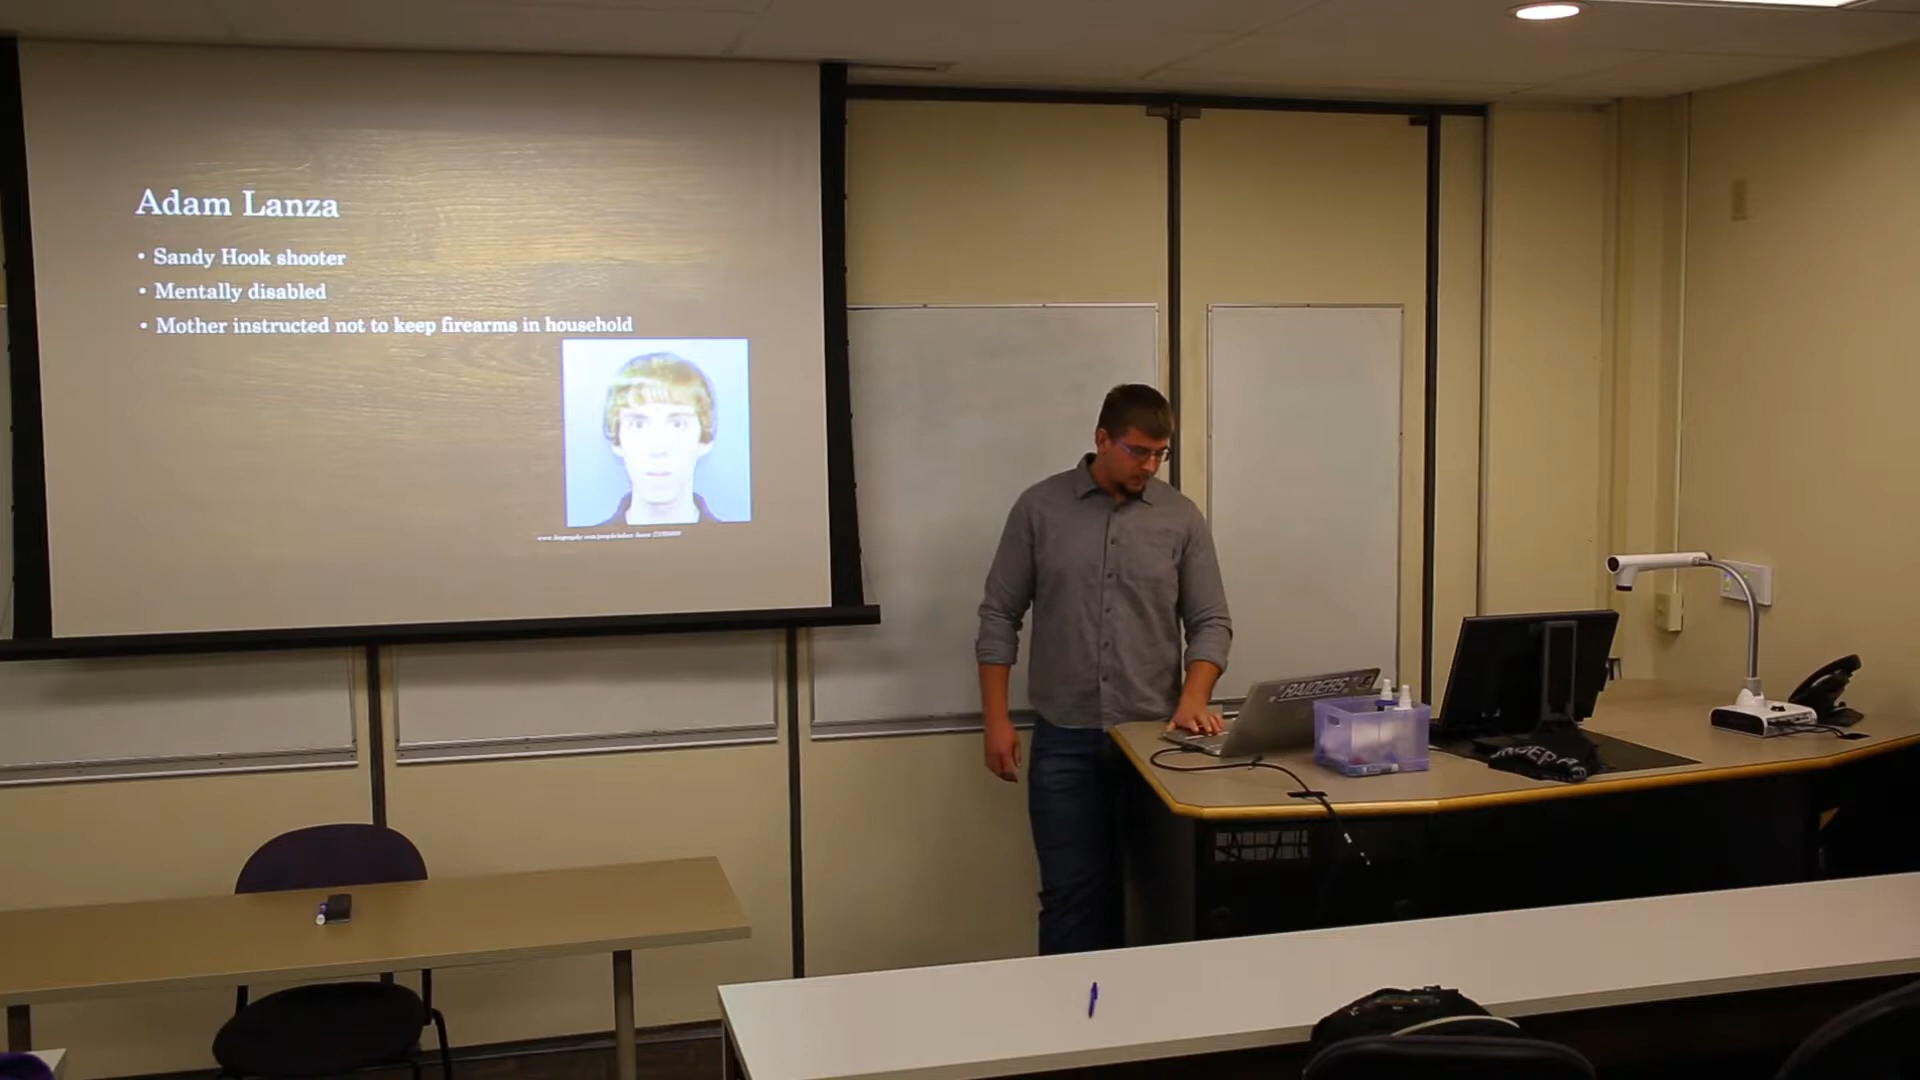 Adam Lanza
• Sandy Hook shooter
• Mentally disabled
• Mother instructed not to keep firearms in household
RAIDERS